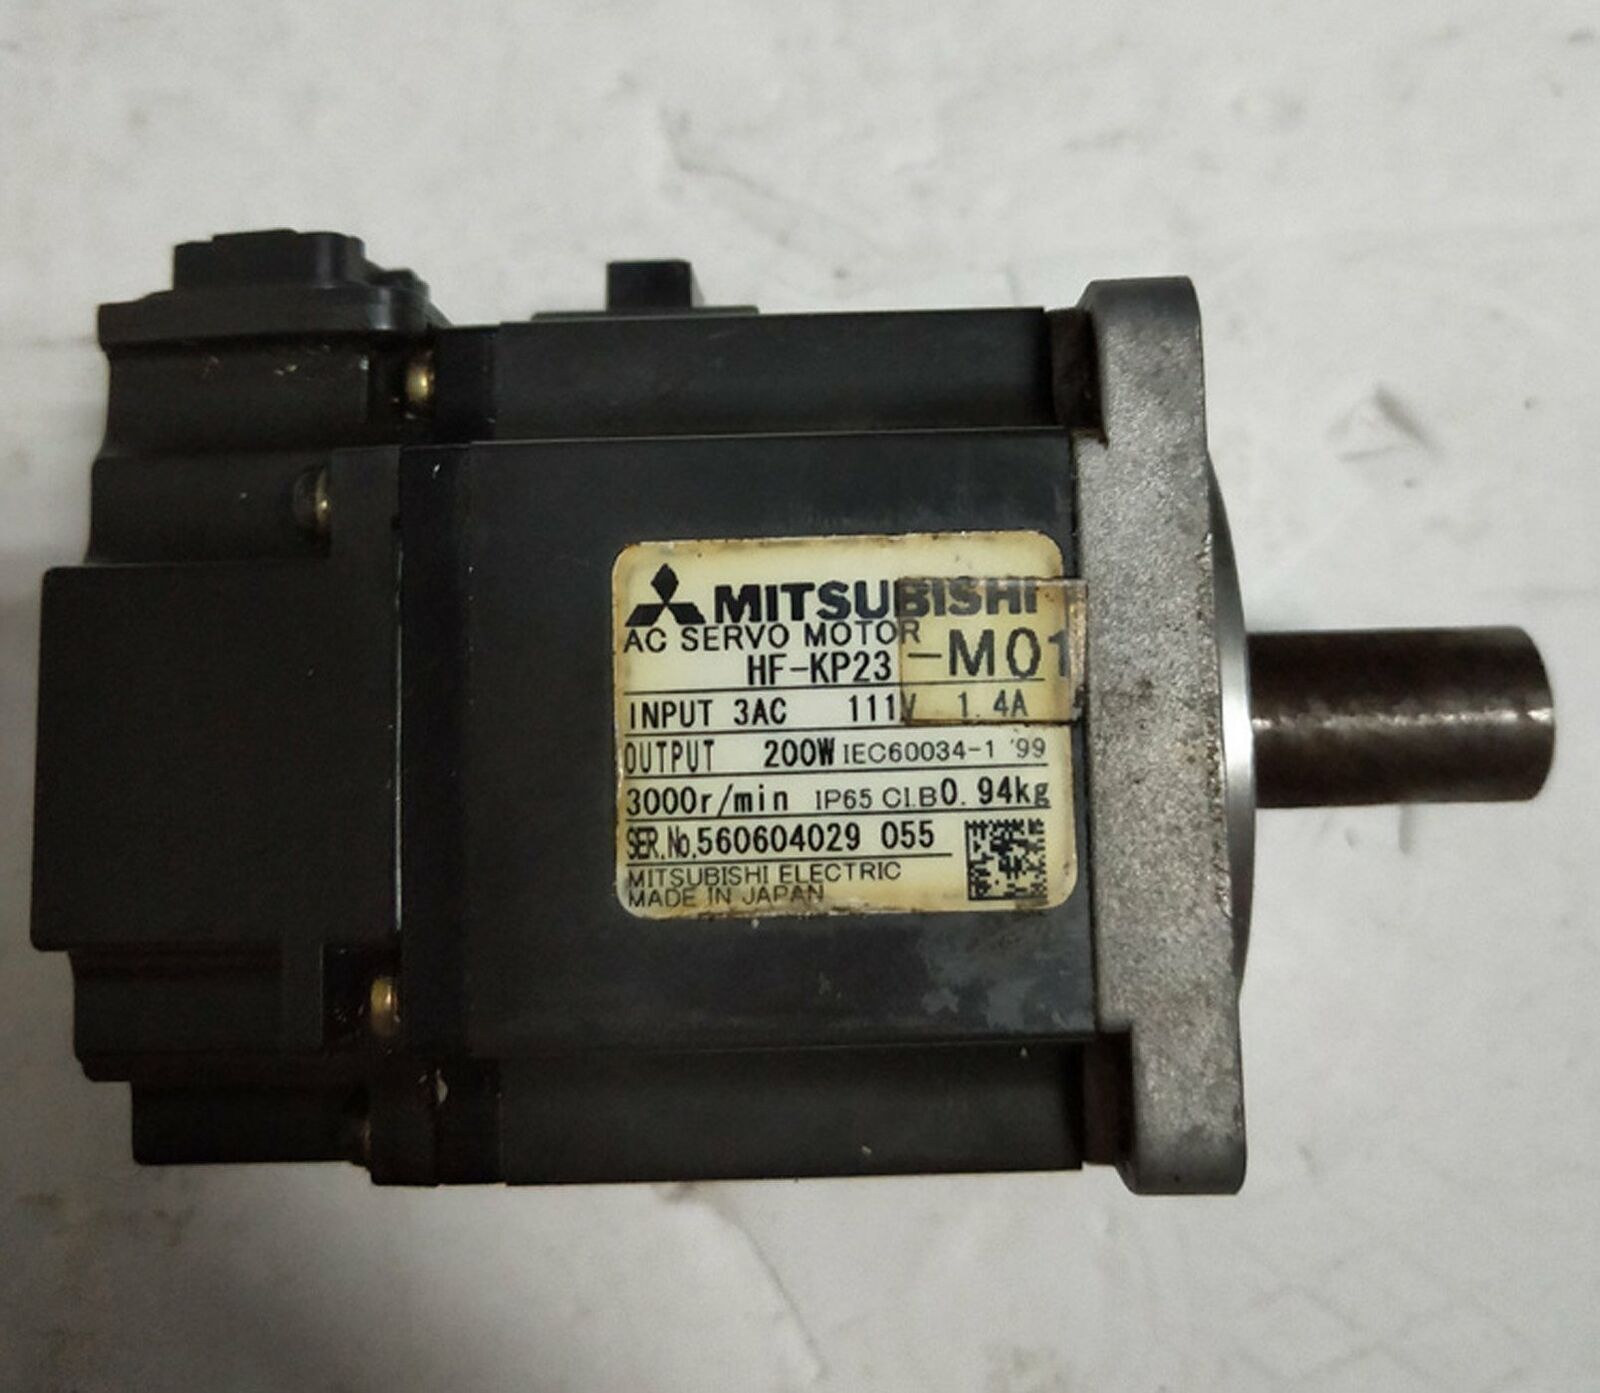 MITSUBISHI
AC SERVO MOTOR
HF-KP23 -M01
INPUT 3AC 111V 1.4A
OUTPUT 200W IEC60034-1 '99
3000r/min IP65 CI.B 0.94kg
SER.No.560604029 055
MITSUBISHI ELECTRIC
MADE IN JAPAN